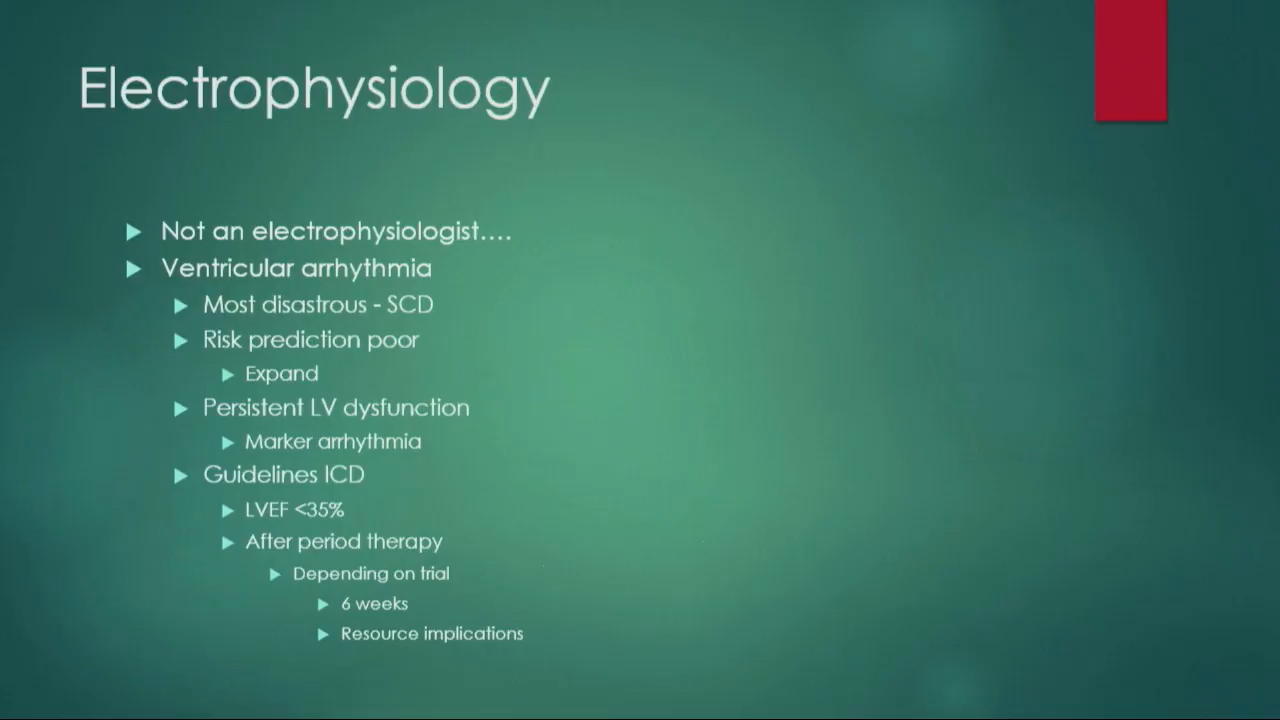 Electrophysiology
Not an electrophysiologist....
Ventricular arrhythmia
Most disastrous - SCD
Risk prediction poor
Expand
Persistent LV dysfunction
Marker arrhythmia
Guidelines ICD
LVEF <35%
After period therapy
Depending on trial
6 weeks
Resource implications